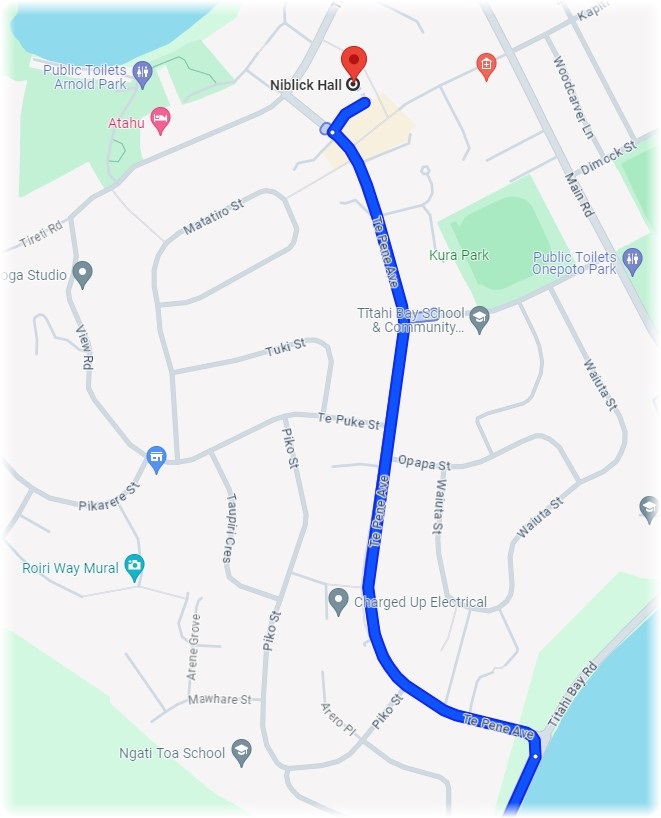 Kapiti
Public Toilets
Arnold Park
Niblick Hall
Woodcarver Ln
Atahu
Dimock St
Main Rd
Matatiro St
Tireti Rd
Te Pene Ave
Kura Park
Public Toilets
Onepoto Park
oga Studio
Tītahi Bay School
& Community...
View Rd
Tuki St
Waiuta St
Te Puke St
Piko St
Opapa St
Pikarere St
Te Pene Ave
Waiuta St
Taupiri Cres
Waiuta St
Roiri Way Mural
Charged Up Electrical
Arene Grove
Piko St
Titahi Bay Rd
Mawhare St
Arero Pl
Piko St
Te Pene Ave
Ngati Toa School